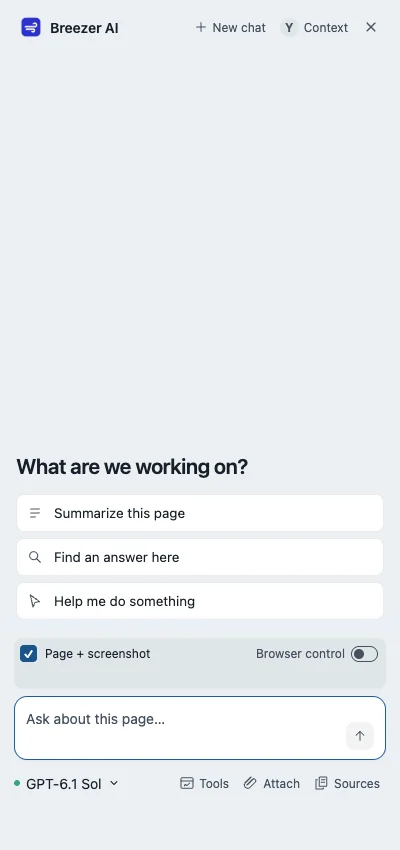 Breezer AI
New chat
Y
Context
What are we working on?
Summarize this page
Find an answer here
Help me do something
Page + screenshot
Browser control
Ask about this page...
GPT-6.1 Sol
Tools
Attach
Sources